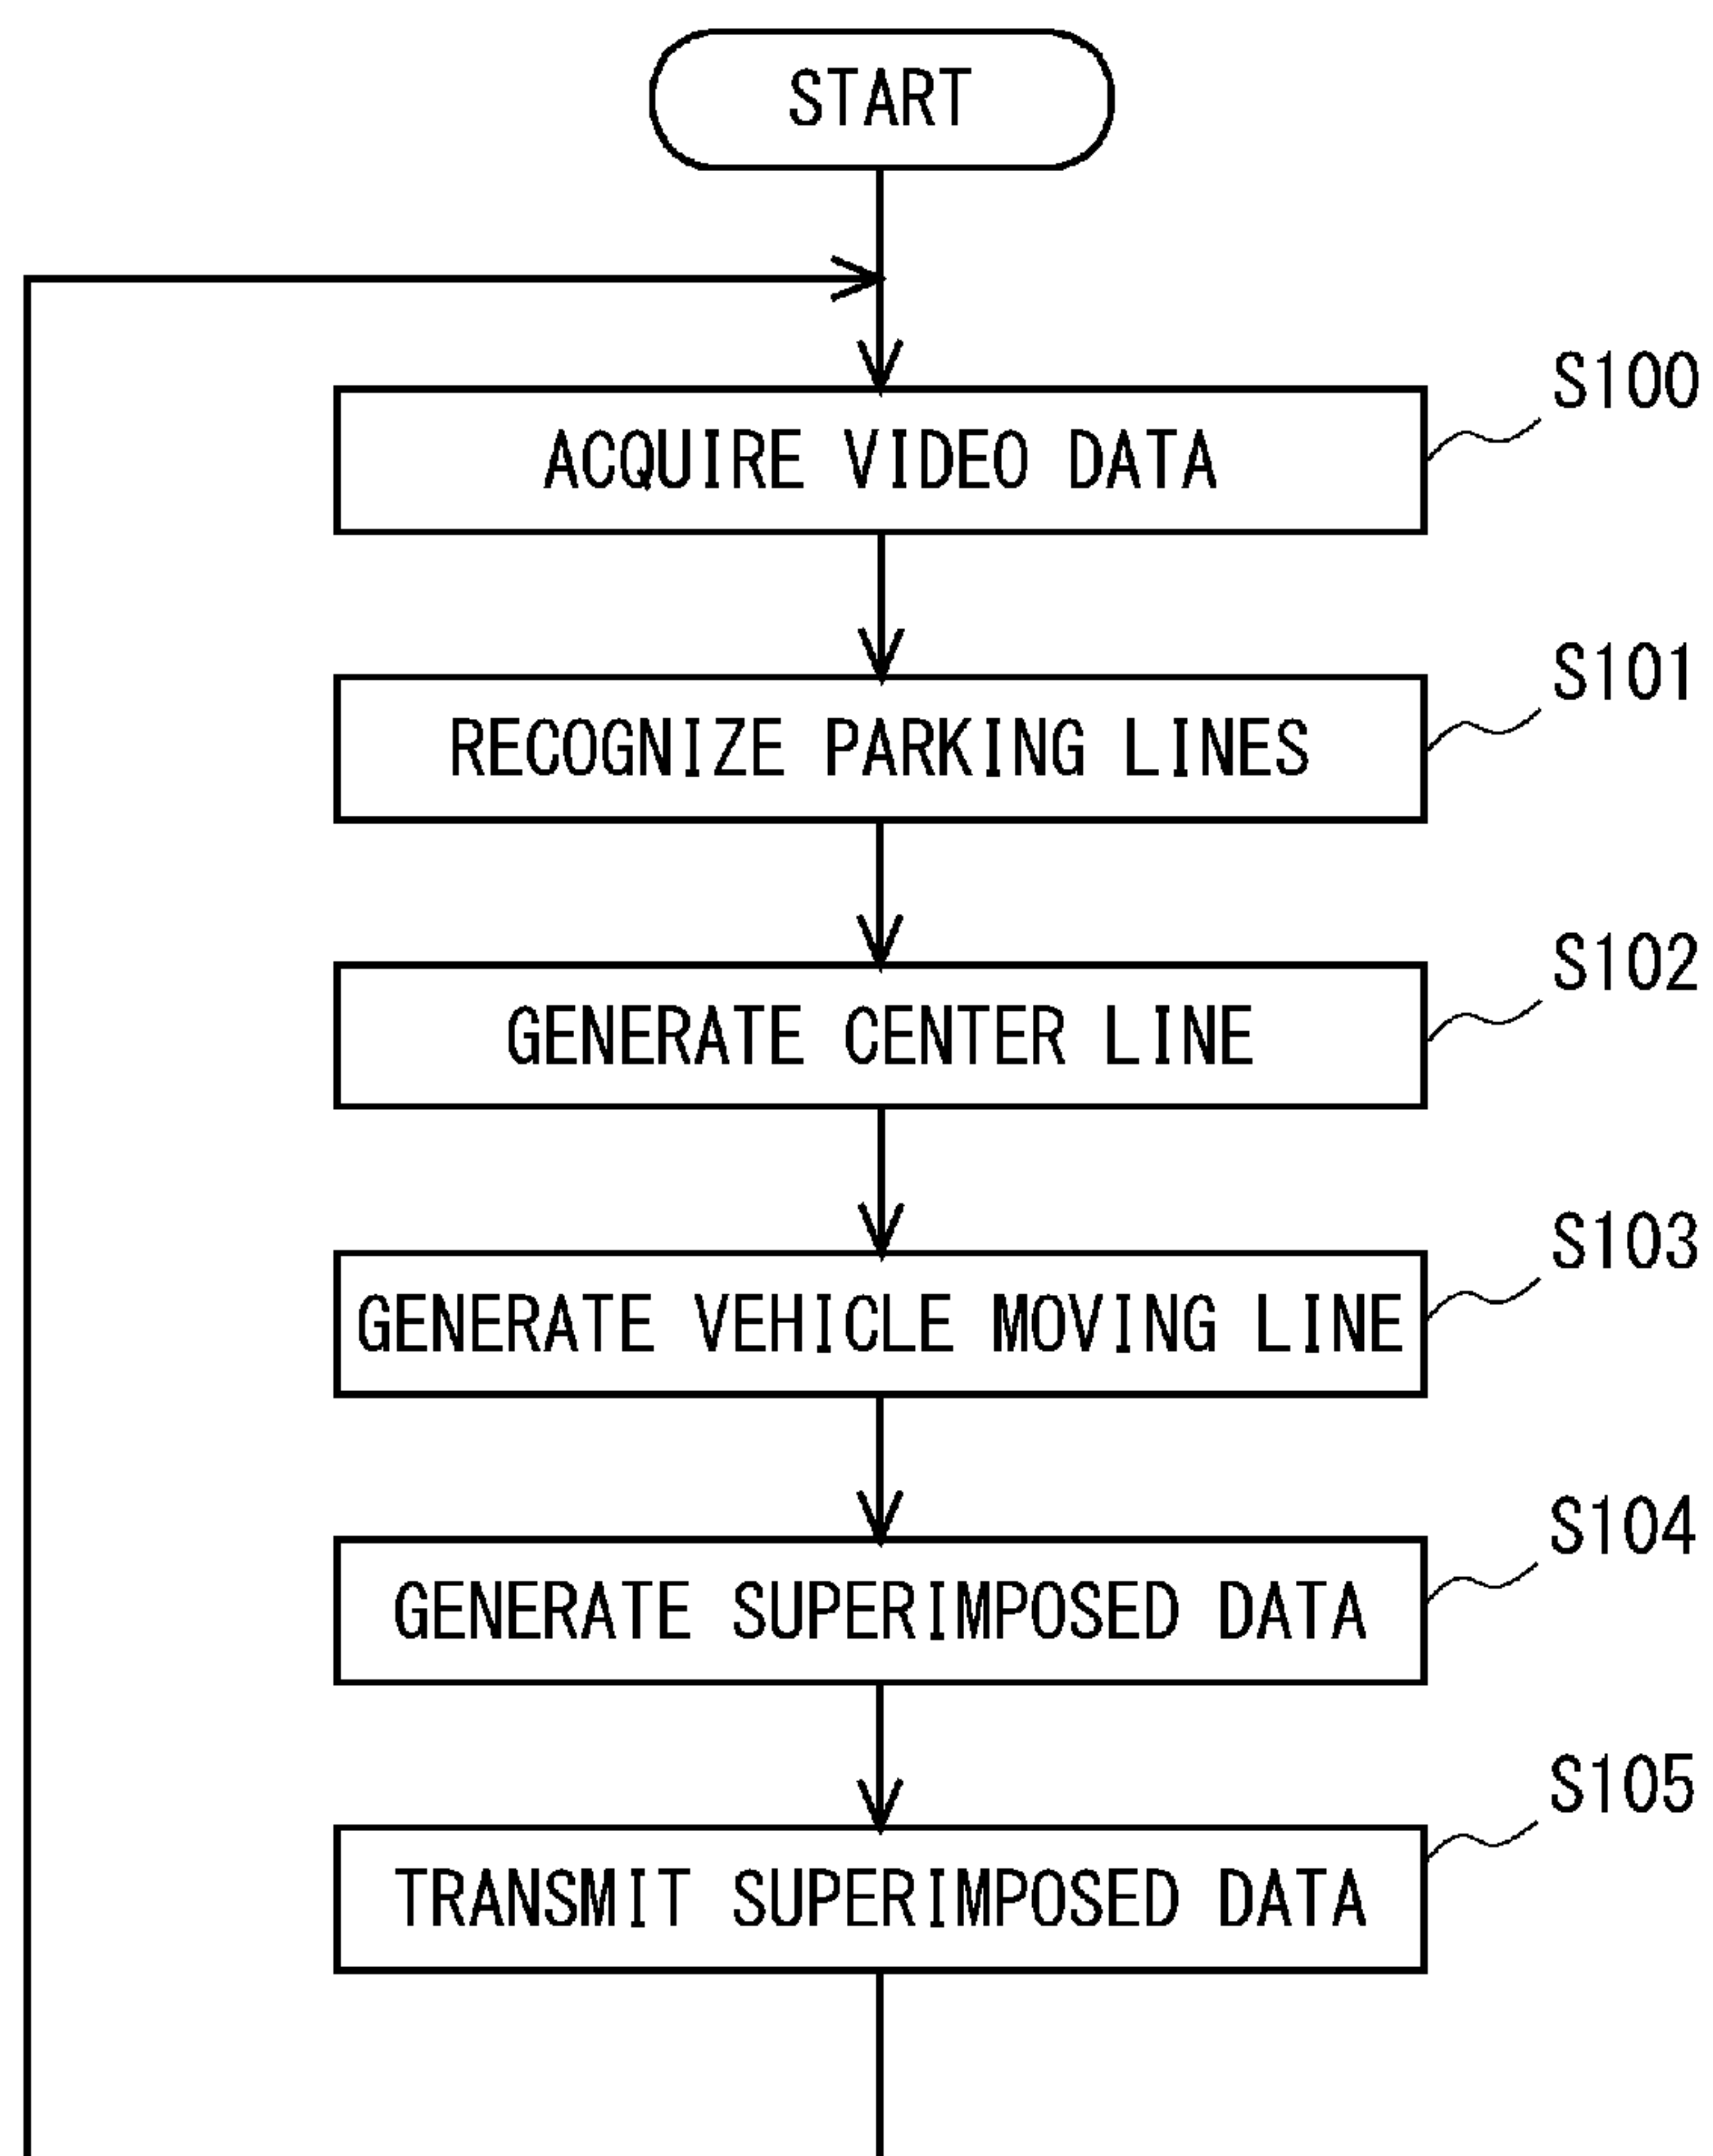 START
S100
ACQUIRE VIDEO DATA
S101
RECOGNIZE PARKING LINES
S102
GENERATE CENTER LINE
S103
GENERATE VEHICLE MOVING LINE
S104
GENERATE SUPERIMPOSED DATA
S105
TRANSMIT SUPERIMPOSED DATA